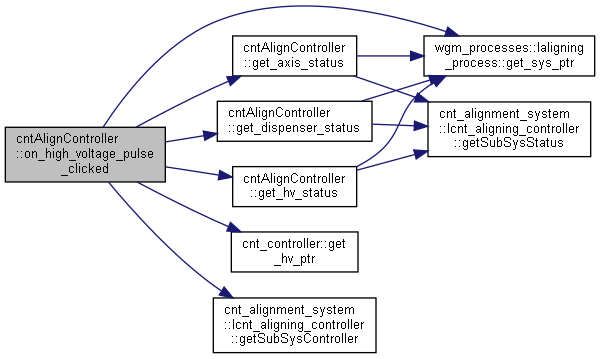 cntAlignController
::on_high_voltage_pulse
_clicked
cntAlignController
::get_axis_status
cntAlignController
::get_dispenser_status
cntAlignController
::get_hv_status
cnt_controller::get
_hv_ptr
cnt_alignment_system
::Icnt_aligning_controller
::getSubSysController
wgm_processes::Ialigning
_process::get_sys_ptr
cnt_alignment_system
::Icnt_aligning_controller
::getSubSysStatus